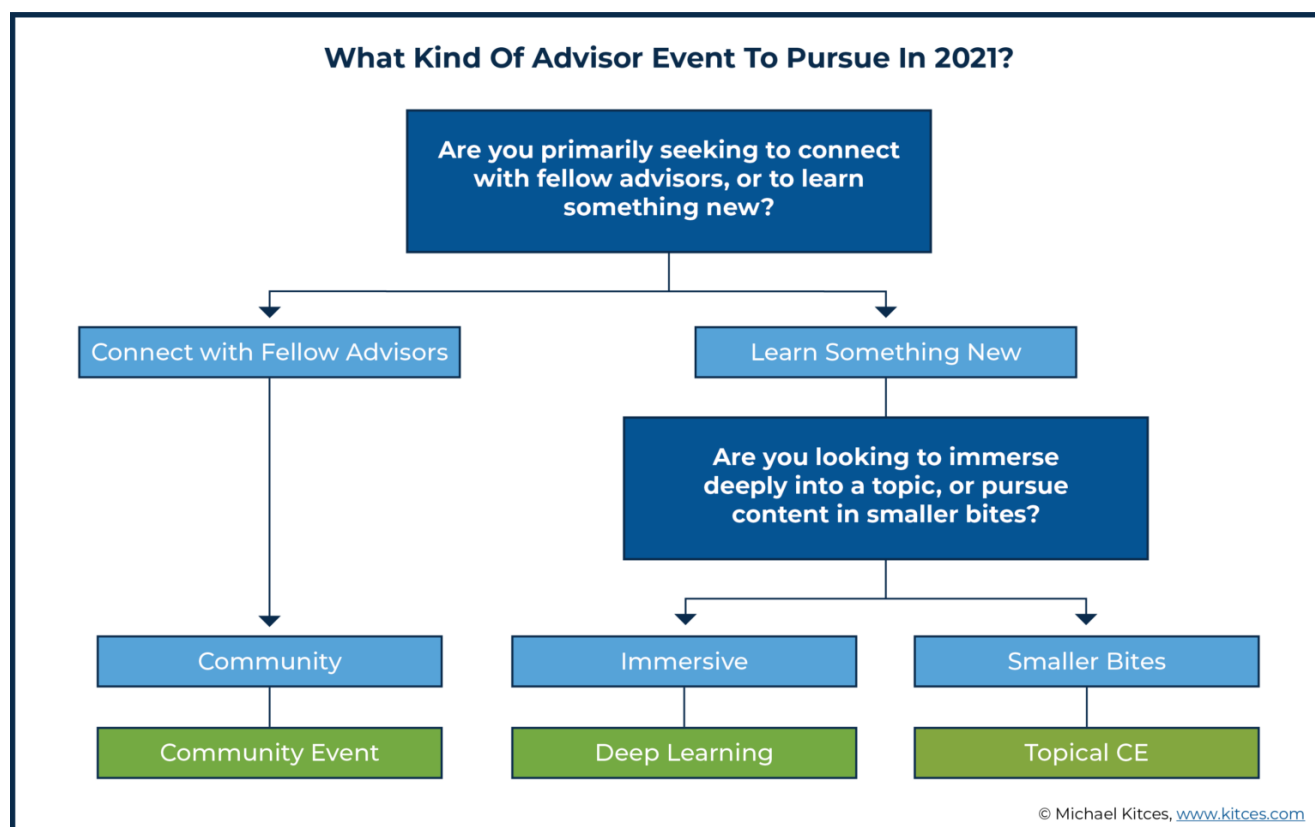 What Kind Of Advisor Event To Pursue In 2021?
Are you primarily seeking to connect
with fellow advisors, or to learn
something new?
Connect with Fellow Advisors
Learn Something New
Are you looking to immerse
deeply into a topic, or pursue
content in smaller bites?
Community
Immersive
Smaller Bites
Community Event
Deep Learning
Topical CE
© Michael Kitces, www.kitces.com